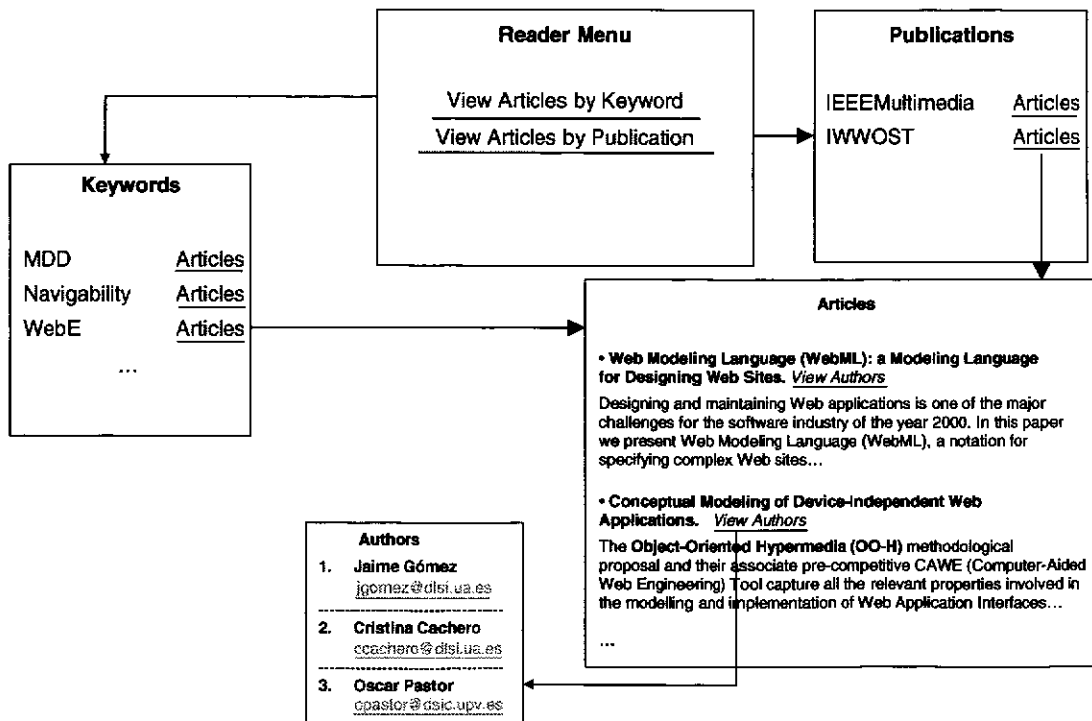 Reader Menu
View Articles by Keyword
View Articles by Publication
Publications
IEEEMultimedia Articles
IWWOST Articles
Keywords
MDD Articles
Navigability Articles
WebE Articles
...
Articles
• Web Modeling Language (WebML): a Modeling Language
for Designing Web Sites. View Authors
Designing and maintaining Web applications is one of the major
challenges for the software industry of the year 2000. In this paper
we present Web Modeling Language (WebML), a notation for
specifying complex Web sites...
• Conceptual Modeling of Device-Independent Web
Applications. View Authors
The Object-Oriented Hypermedia (OO-H) methodological
proposal and their associate pre-competitive CAWE (Computer-Aided
Web Engineering) Tool capture all the relevant properties involved in
the modelling and implementation of Web Application Interfaces...
...
Authors
1. Jaime Gómez
jgomez@dlsi.ua.es
2. Cristina Cachero
ccachero@dlsi.ua.es
3. Oscar Pastor
opastor@dsic.upv.es